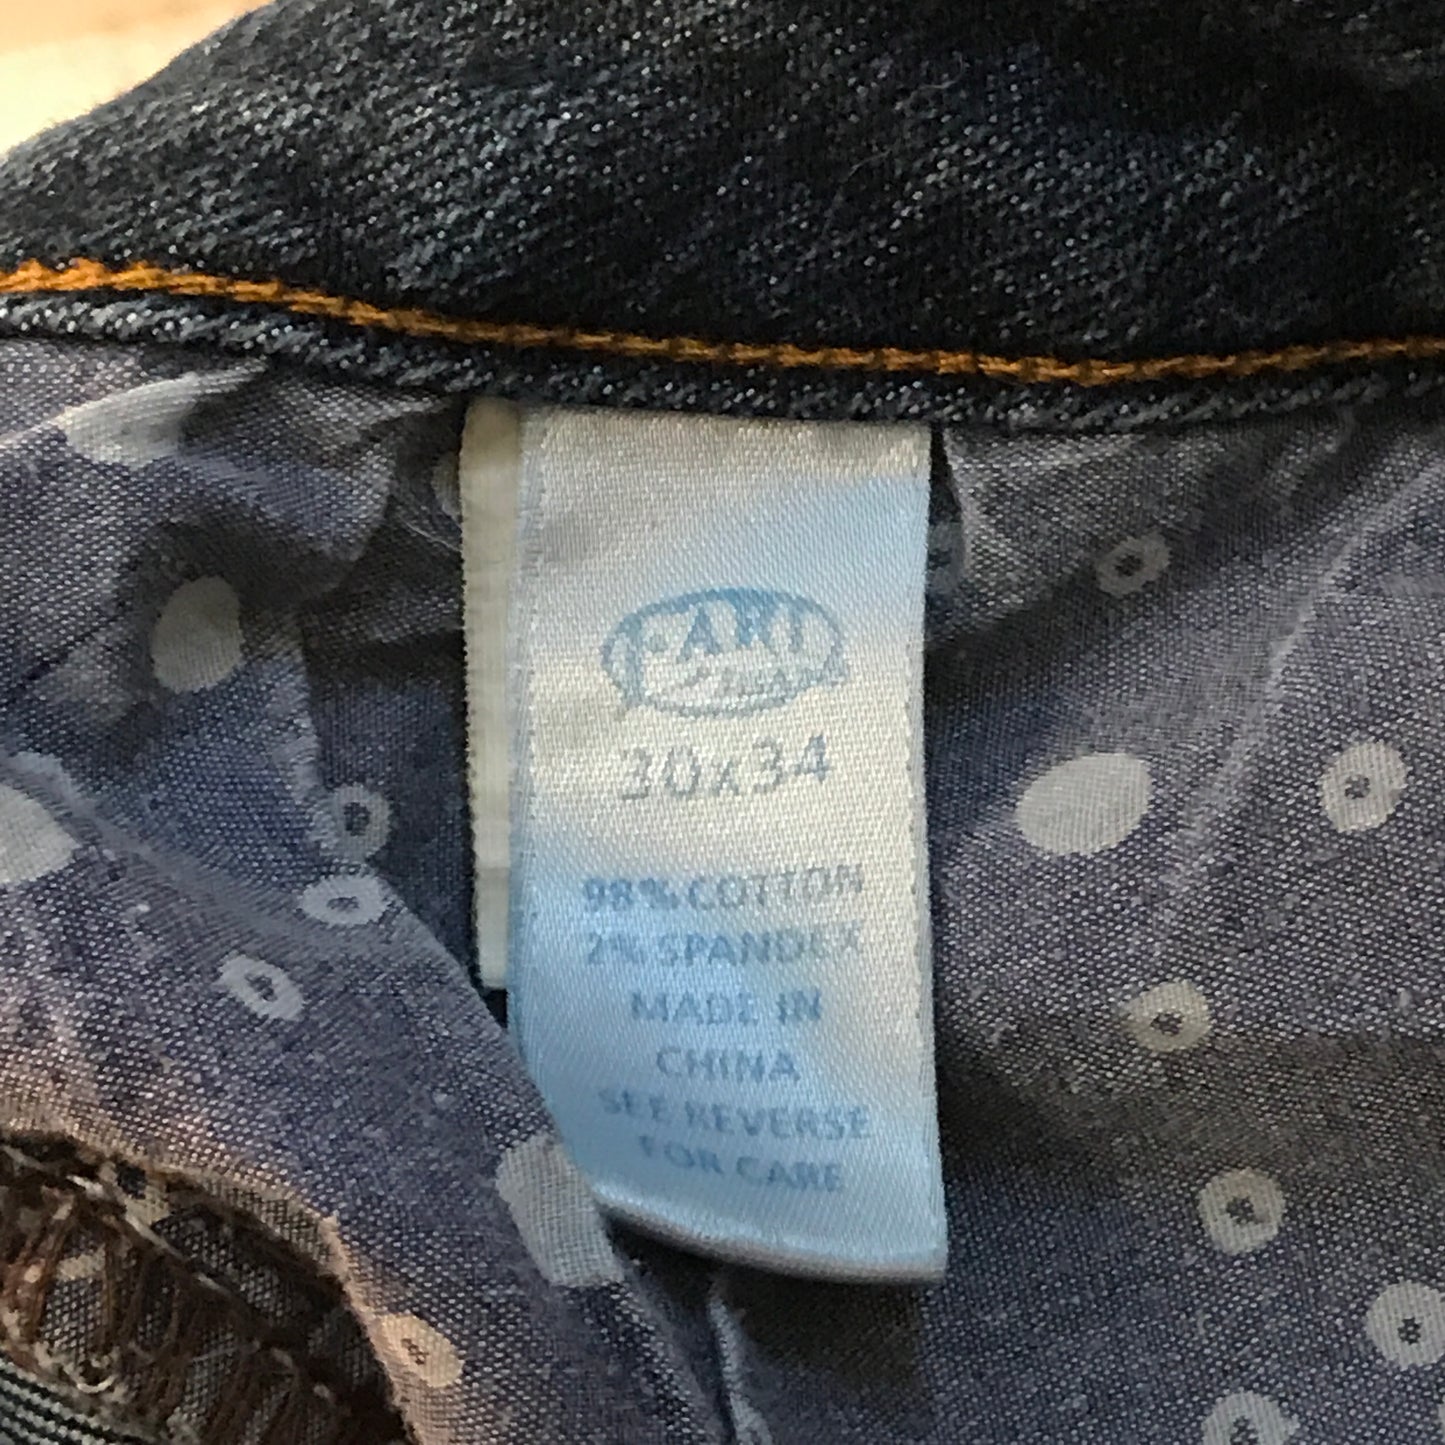 30x34
98% COTTON
2% SPANDEX
MADE IN
CHINA
SEE REVERSE
FOR CARE